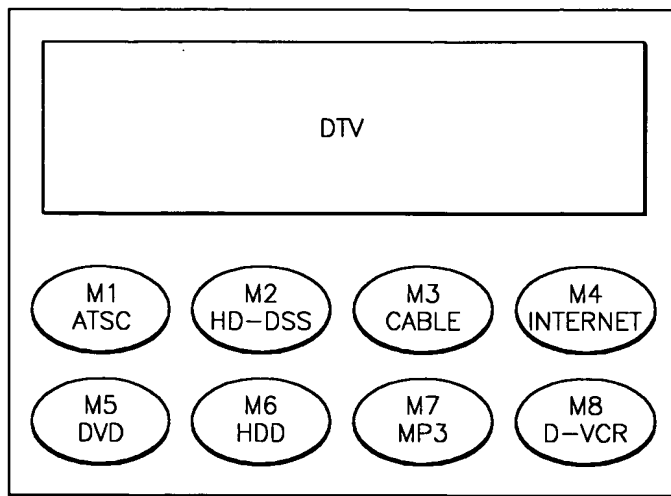 DTV
M1
ATSC
M2
HD-DSS
M3
CABLE
M4
INTERNET
M5
DVD
M6
HDD
M7
MP3
M8
D-VCR